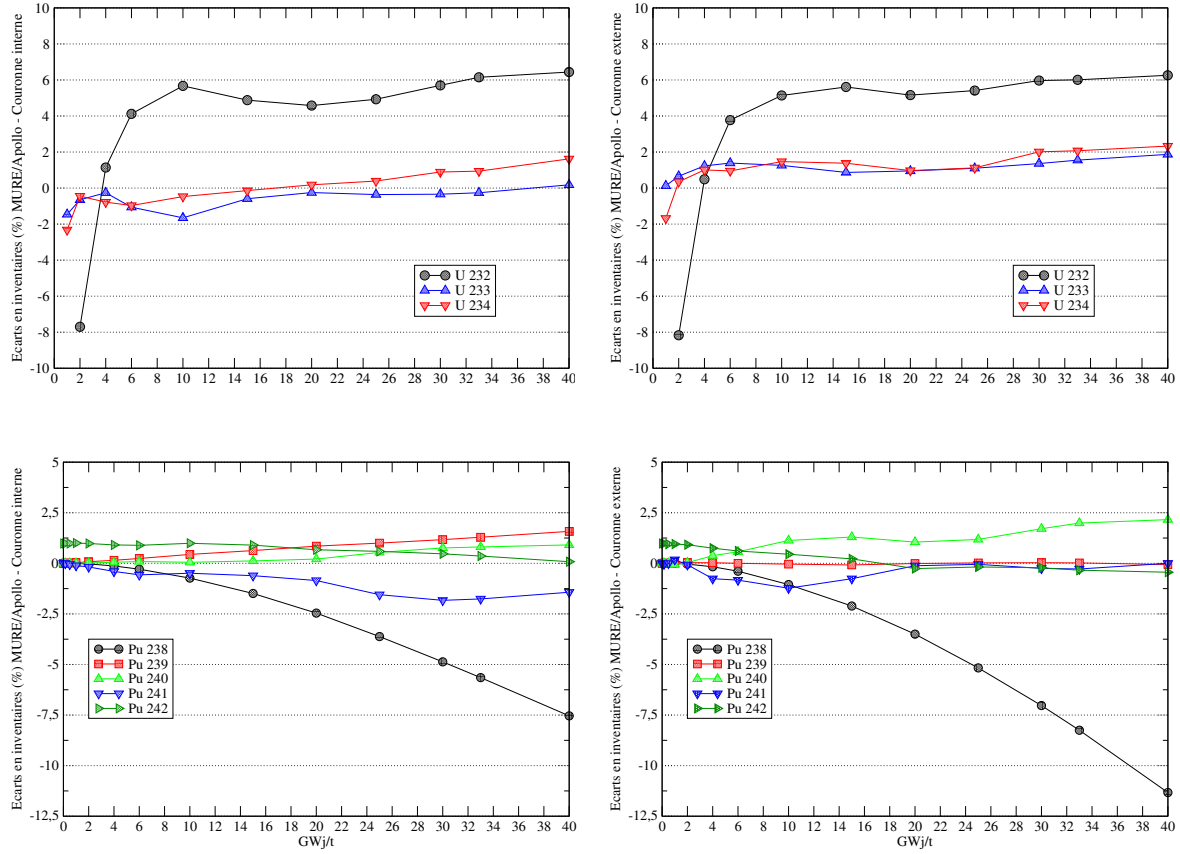 Ecarts en inventaires (%) MURE/Apollo - Couronne interne
10
8
6
4
2
0
-2
-4
-6
-8
-10
0 2 4 6 8 10 12 14 16 18 20 22 24 26 28 30 32 34 36 38 40
U 232
U 233
U 234
Ecarts en inventaires (%) MURE/Apollo - Couronne externe
10
8
6
4
2
0
-2
-4
-6
-8
-10
0 2 4 6 8 10 12 14 16 18 20 22 24 26 28 30 32 34 36 38 40
U 232
U 233
U 234
Ecarts en inventaires (%) MURE/Apollo - Couronne interne
5
2,5
0
-2,5
-5
-7,5
-10
-12,5
0 2 4 6 8 10 12 14 16 18 20 22 24 26 28 30 32 34 36 38 40
GWj/t
Pu 238
Pu 239
Pu 240
Pu 241
Pu 242
Ecarts en inventaires (%) MURE/Apollo - Couronne externe
5
2,5
0
-2,5
-5
-7,5
-10
-12,5
0 2 4 6 8 10 12 14 16 18 20 22 24 26 28 30 32 34 36 38 40
GWj/t
Pu 238
Pu 239
Pu 240
Pu 241
Pu 242